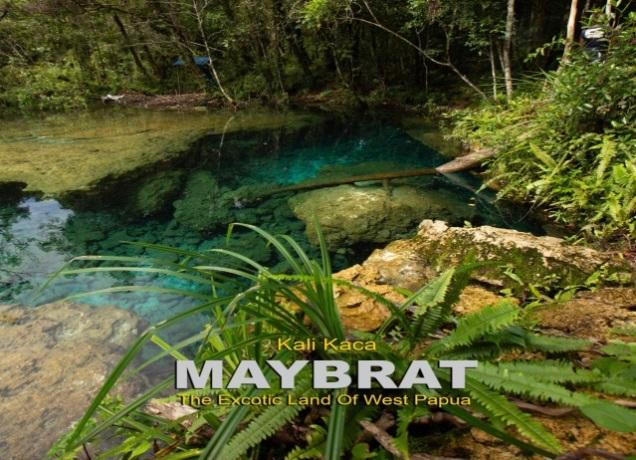 Kali Kaca
MAYBRAT
The Excotic Land Of West Papua